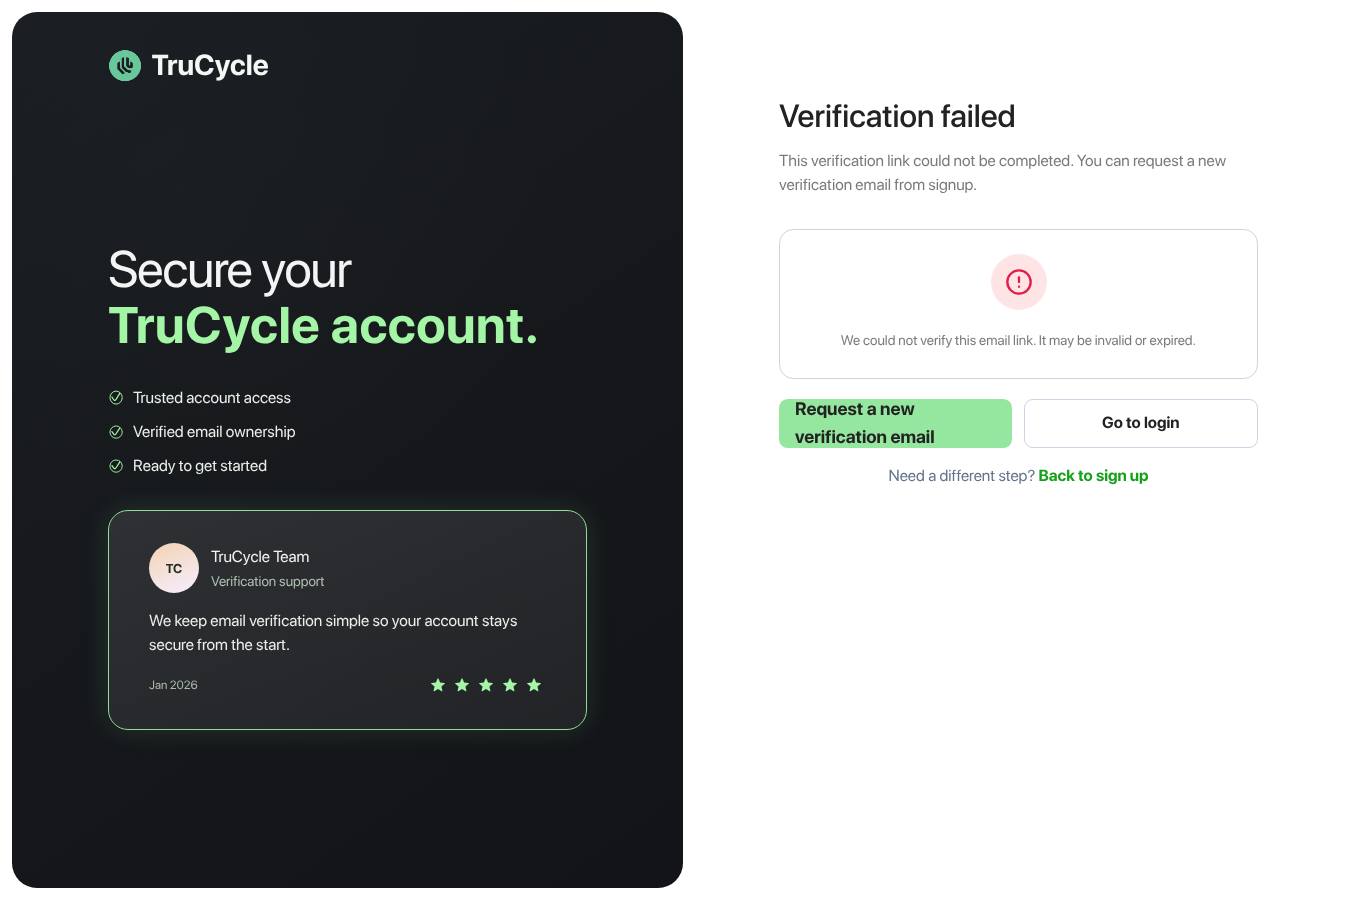 TruCycle
Secure your
TruCycle account.
Trusted account access
Verified email ownership
Ready to get started
TC
TruCycle Team
Verification support
We keep email verification simple so your account stays
secure from the start.
Jan 2026
Verification failed
This verification link could not be completed. You can request a new
verification email from signup.
We could not verify this email link. It may be invalid or expired.
Request a new
verification email
Go to login
Need a different step? Back to sign up